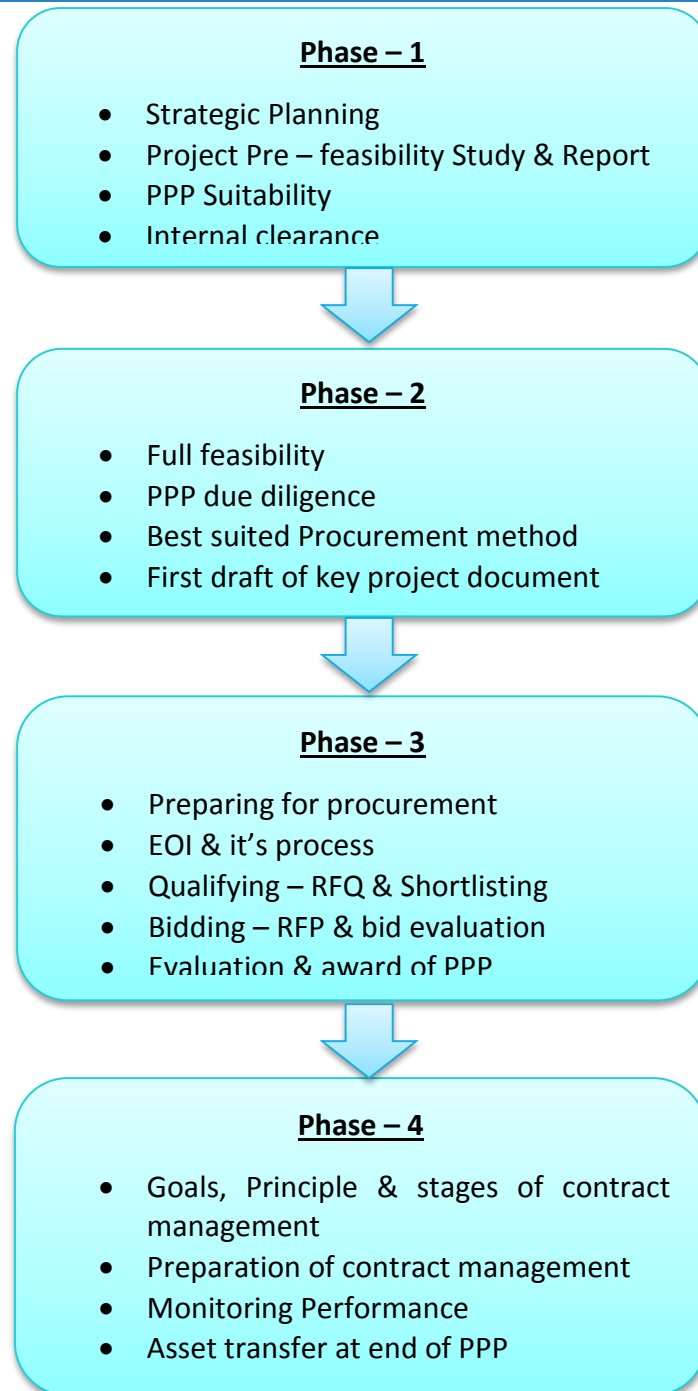 Phase – 1
• Strategic Planning
• Project Pre – feasibility Study & Report
• PPP Suitability
• Internal clearance
Phase – 2
• Full feasibility
• PPP due diligence
• Best suited Procurement method
• First draft of key project document
Phase – 3
• Preparing for procurement
• EOI & it's process
• Qualifying – RFQ & Shortlisting
• Bidding – RFP & bid evaluation
• Evaluation & award of PPP
Phase – 4
• Goals, Principle & stages of contract
management
• Preparation of contract management
• Monitoring Performance
• Asset transfer at end of PPP